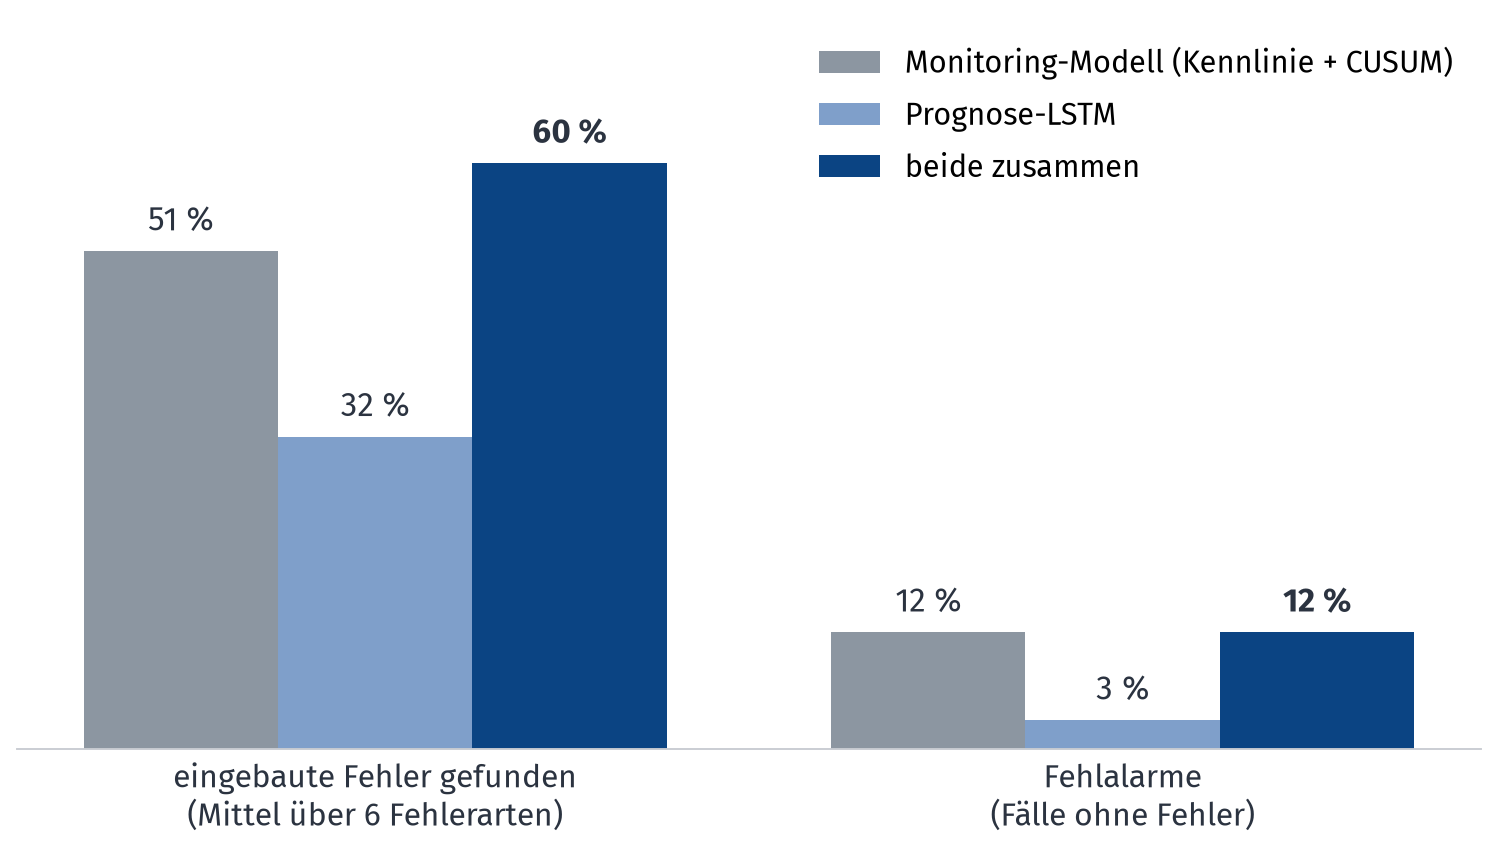 Monitoring-Modell (Kennlinie + CUSUM)
Prognose-LSTM
beide zusammen
60 %
51 %
32 %
12 %
3 %
12 %
eingebaute Fehler gefunden
(Mittel über 6 Fehlerarten)
Fehlalarme
(Fälle ohne Fehler)